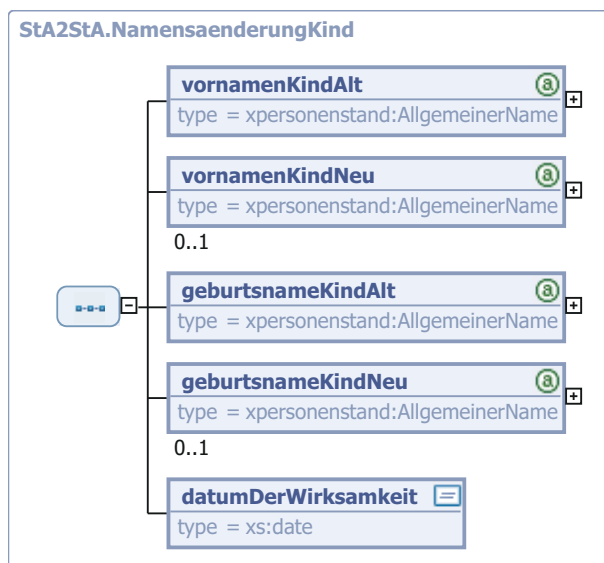 StA2StA.NamensaenderungKind
vornamenKindAlt
type = xpersonenstand:AllgemeinerName
vornamenKindNeu
type = xpersonenstand:AllgemeinerName
0..1
geburtsnameKindAlt
type = xpersonenstand:AllgemeinerName
geburtsnameKindNeu
type = xpersonenstand:AllgemeinerName
0..1
datumDerWirksamkeit
type = xs:date